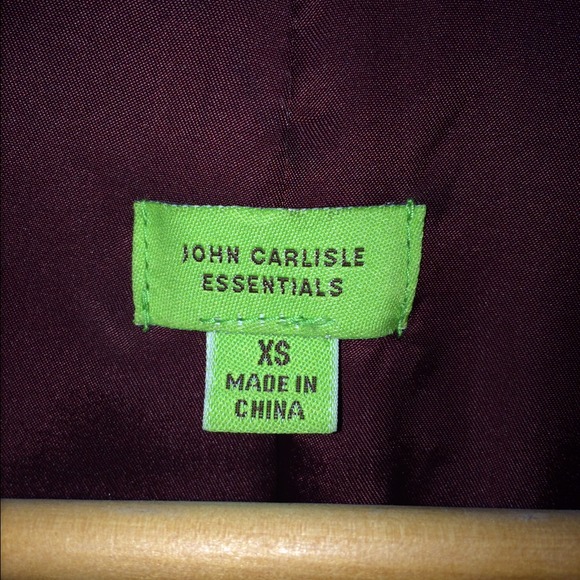 JOHN CARLISLE
ESSENTIALS
XS
MADE IN
CHINA